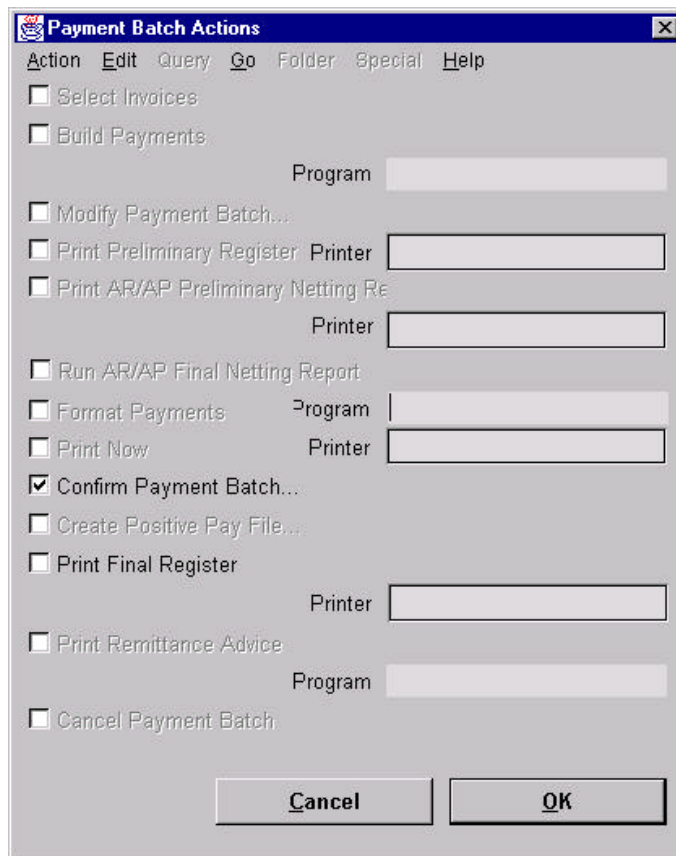 Payment Batch Actions
Action Edit Query Go Folder Special Help
Select Invoices
Build Payments
Program
Modify Payment Batch...
Print Preliminary Register Printer
Print AR/AP Preliminary Netting Re
Printer
Run AR/AP Final Netting Report
Format Payments Program
Print Now Printer
Confirm Payment Batch...
Create Positive Pay File...
Print Final Register
Printer
Print Remittance Advice
Program
Cancel Payment Batch
Cancel OK